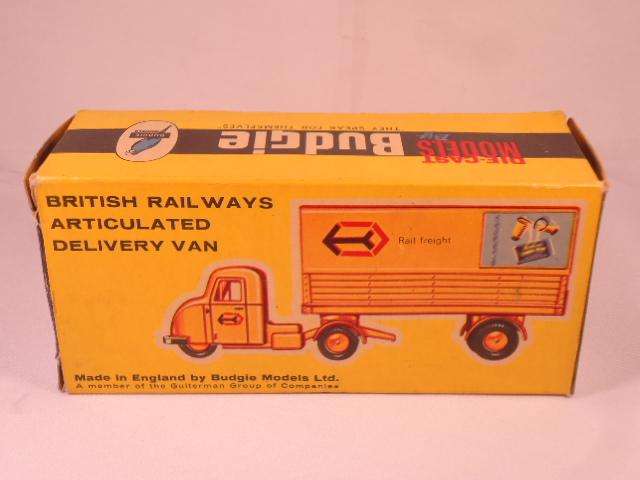 DIE-CAST
MODELS
By
Budgie
THEY SPEAK FOR THEMSELVES
BUDGIE
BRITISH RAILWAYS
ARTICULATED
DELIVERY VAN
Rail freight
Made in England by Budgie Models Ltd.
A member of the Guiterman Group of Companies